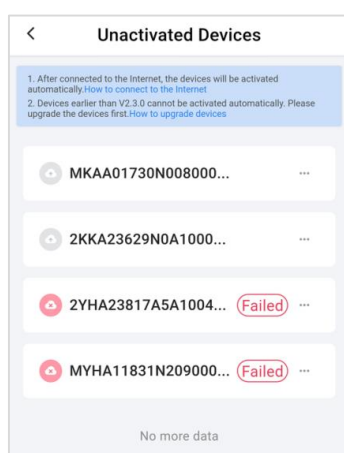 Unactivated Devices
1. After connected to the Internet, the devices will be activated
automatically.How to connect to the Internet
2. Devices earlier than V2.3.0 cannot be activated automatically. Please
upgrade the devices first.How to upgrade devices
MKAA01730N008000...
2KKA23629N0A1000...
2YHA23817A5A1004... Failed
MYHA11831N209000... Failed
No more data